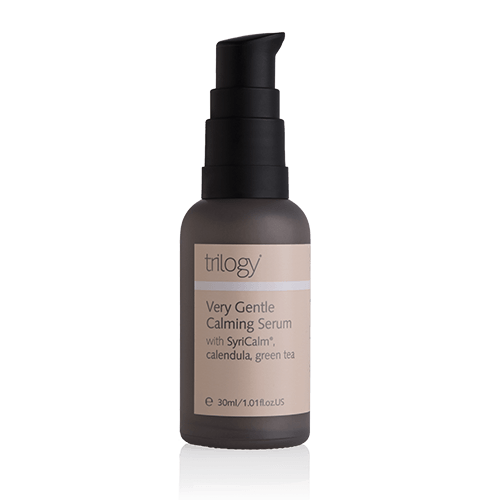 trilogy®
Very Gentle
Calming Serum
with SyriCalm®,
calendula, green tea
℮ 30ml/1.01fl.oz.US